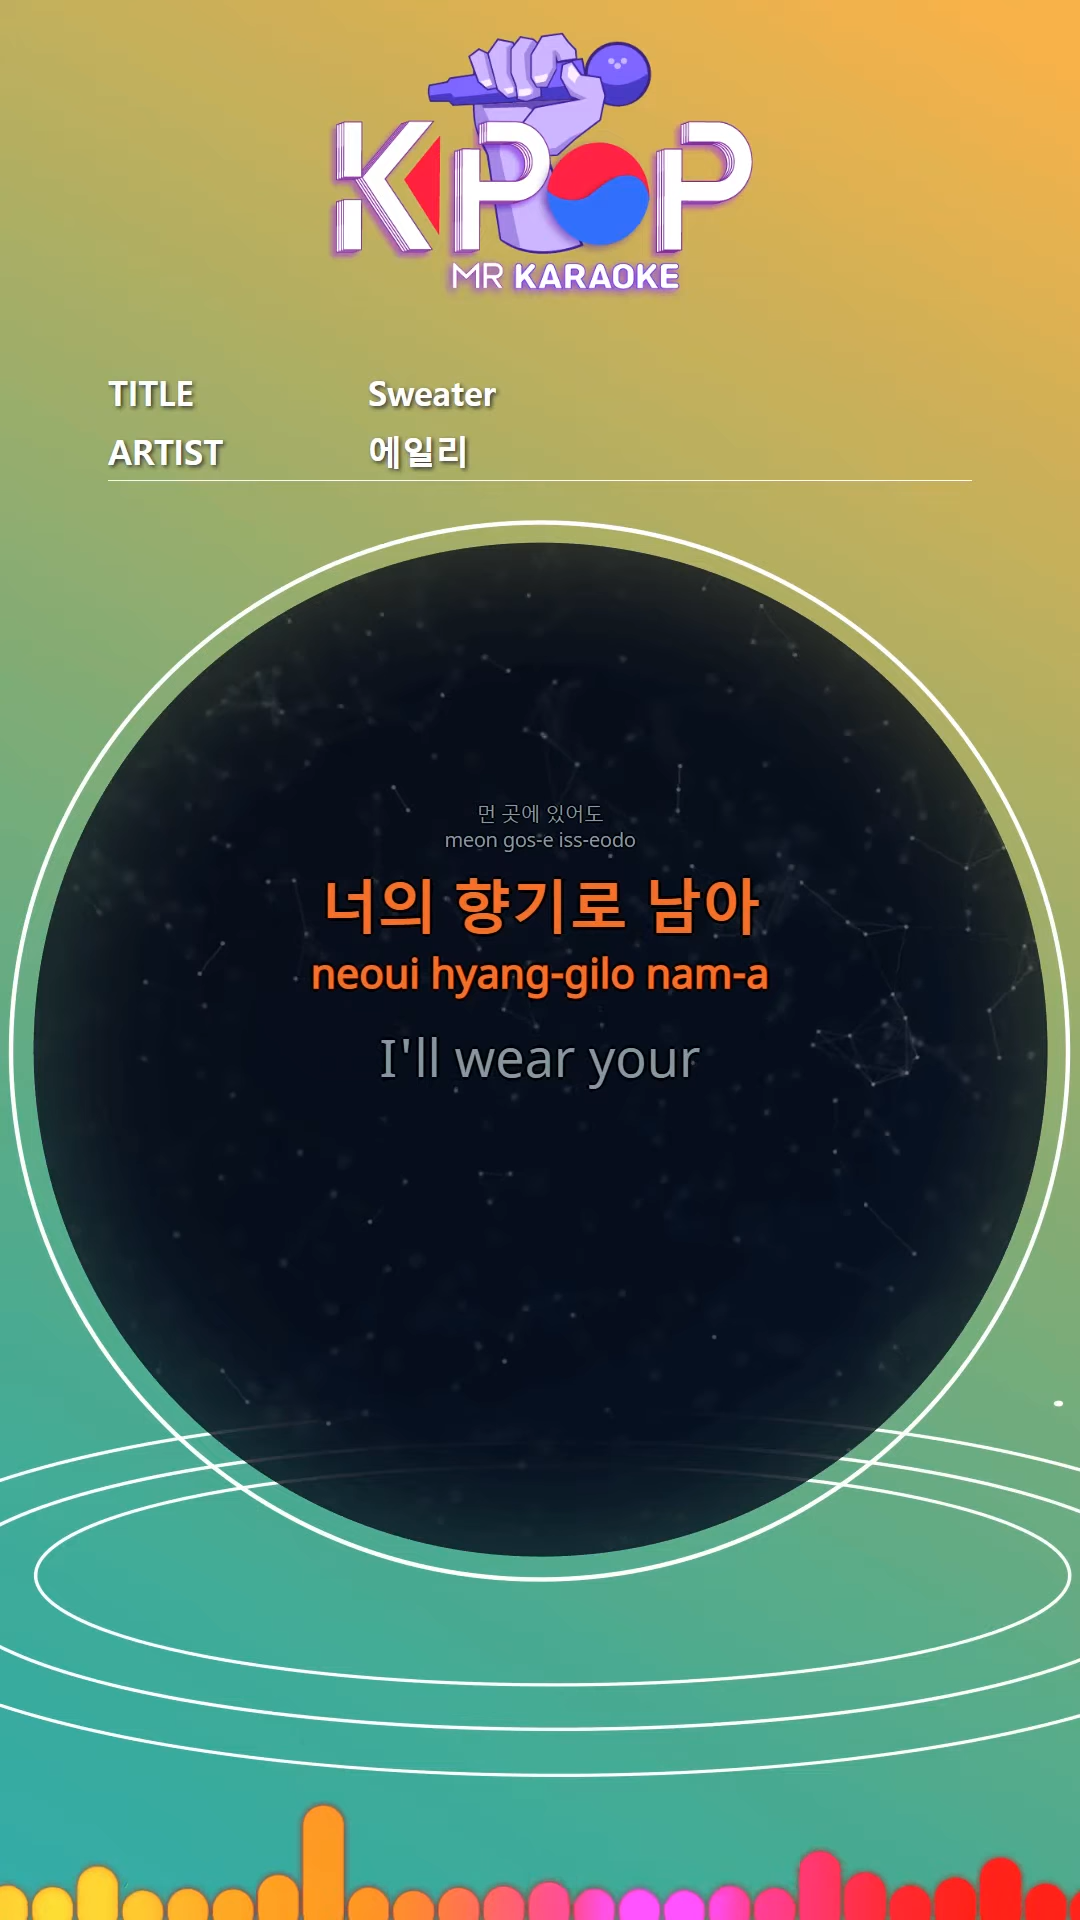 KPOP
MR KARAOKE
TITLE Sweater
ARTIST 에일리
먼 곳에 있어도
meon gos-e iss-eodo
너의 향기로 남아
neoui hyang-gilo nam-a
I'll wear your